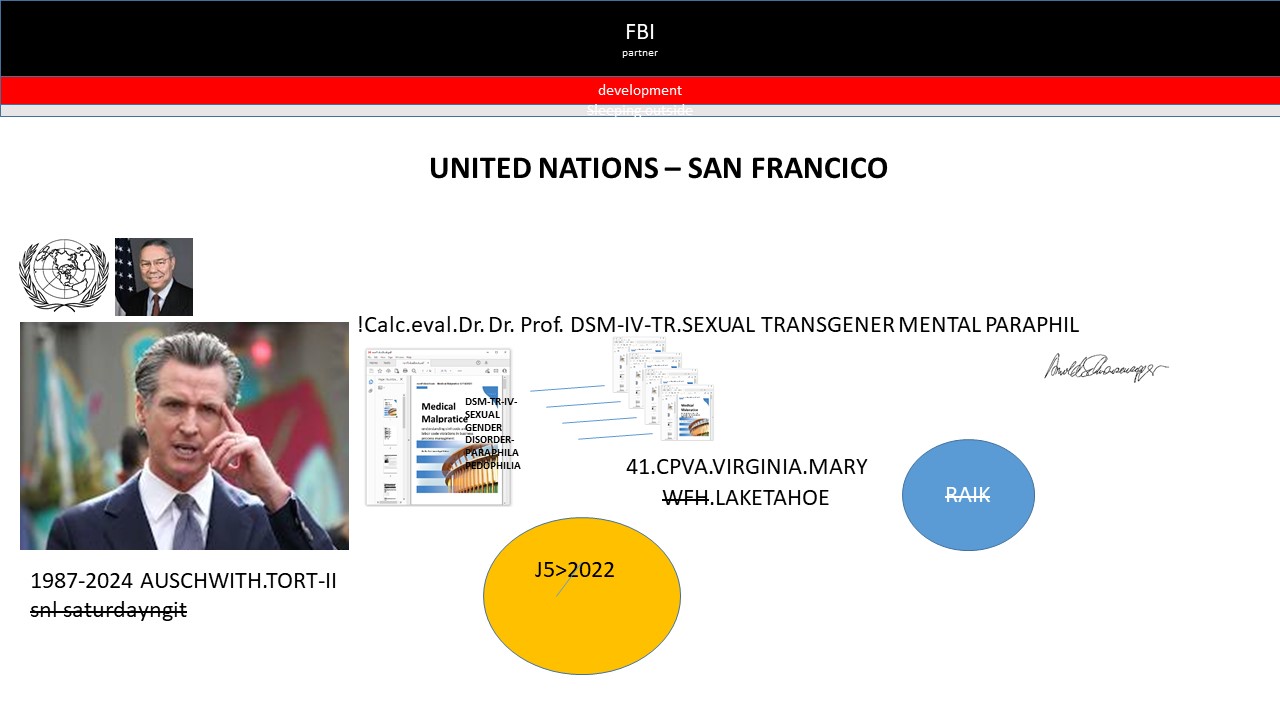 FBI
partner
development
Sleeping outside
UNITED NATIONS – SAN FRANCICO
!Calc.eval.Dr. Dr. Prof. DSM-IV-TR.SEXUAL TRANSGENER MENTAL PARAPHIL
Medical
Malpratice
DSM-TR-IV-
SEXUAL
GENDER
DISORDER-
PARAPHILA
PEDOPHILIA
Medical
Malpratice
41.CPVA.VIRGINIA.MARY
WFH.LAKETAHOE
RAIK
J5>2022
1987-2024 AUSCHWITH.TORT-II
snl saturdayngit